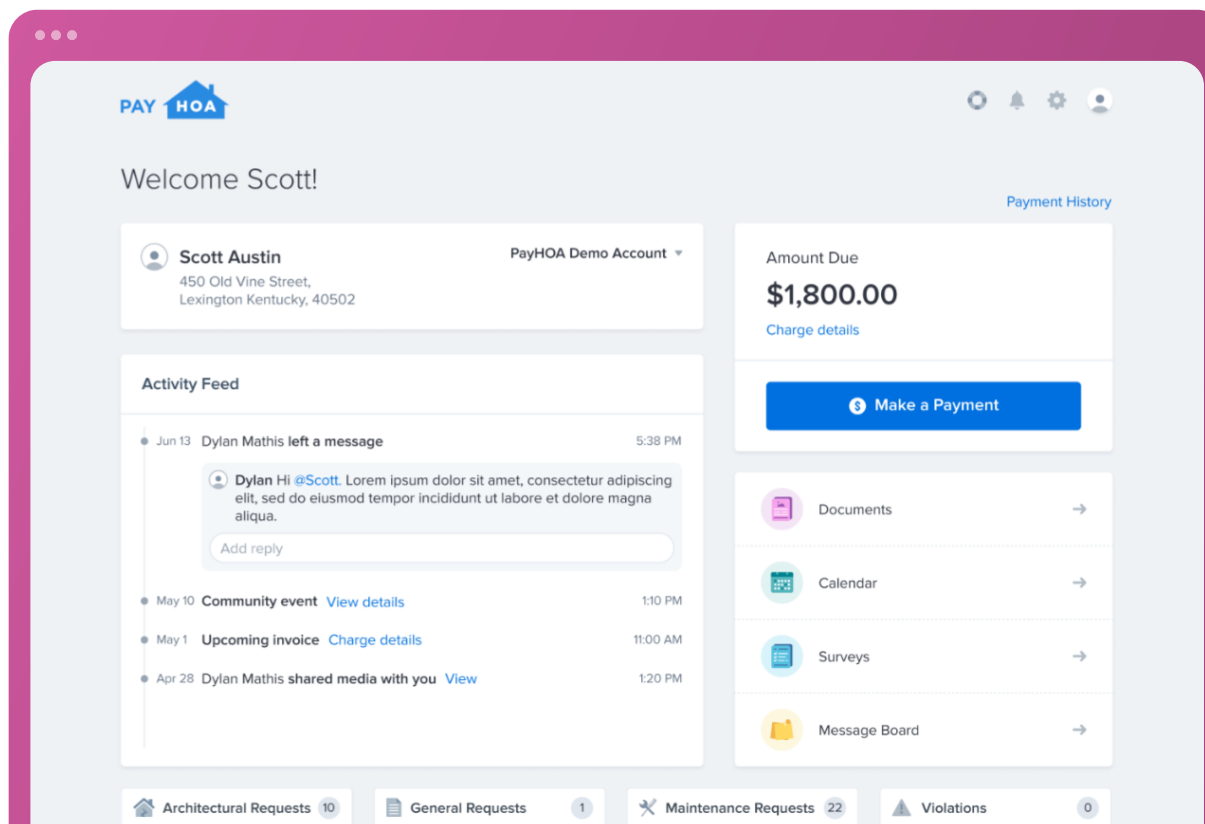 PAY HOA
Welcome Scott!
Payment History
Scott Austin
450 Old Vine Street,
Lexington Kentucky, 40502
PayHOA Demo Account
Amount Due
$1,800.00
Charge details
$ Make a Payment
Activity Feed
Jun 13 Dylan Mathis left a message 5:38 PM
Dylan Hi @Scott. Lorem ipsum dolor sit amet, consectetur adipiscing
elit, sed do eiusmod tempor incididunt ut labore et dolore magna
aliqua.
Add reply
May 10 Community event View details 1:10 PM
May 1 Upcoming invoice Charge details 11:00 AM
Apr 28 Dylan Mathis shared media with you View 1:20 PM
Documents
Calendar
Surveys
Message Board
Architectural Requests 10
General Requests 1
Maintenance Requests 22
Violations 0